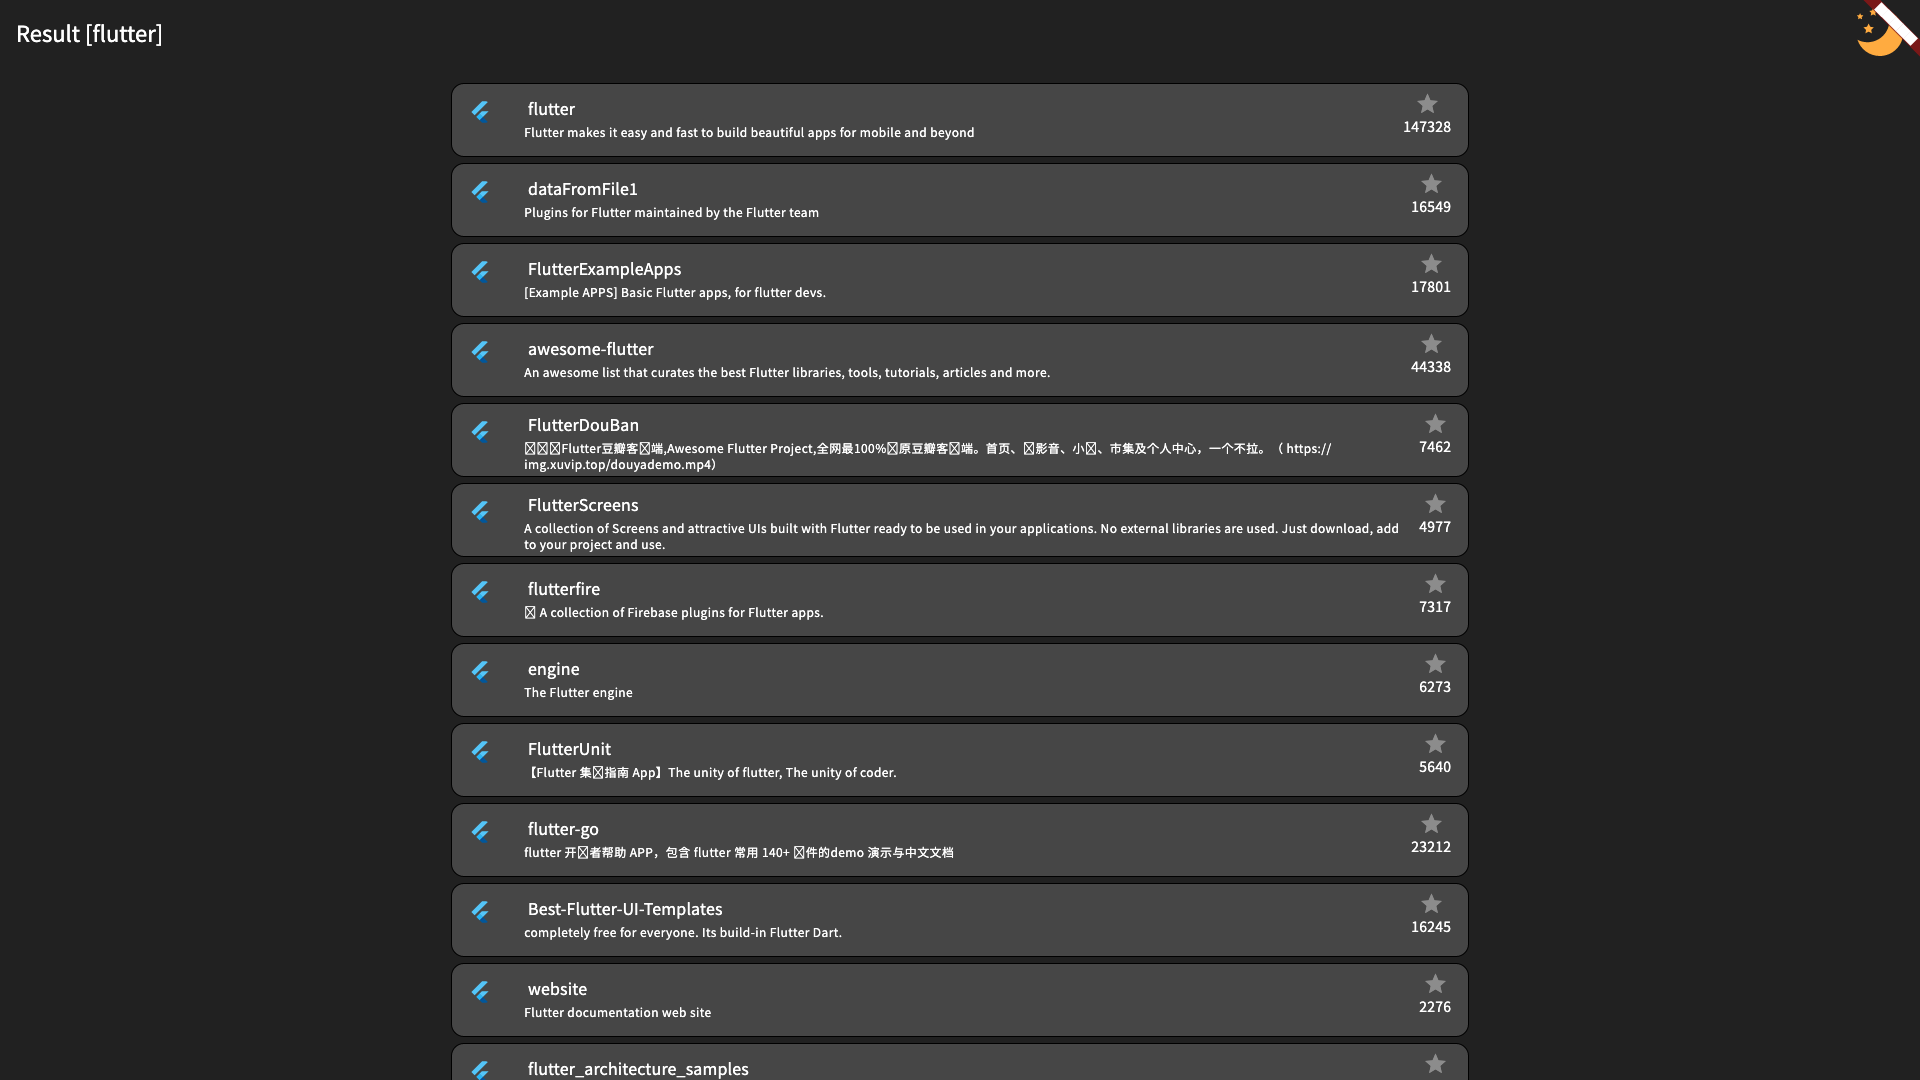 Result [flutter]
flutter
Flutter makes it easy and fast to build beautiful apps for mobile and beyond
147328
dataFromFile1
Plugins for Flutter maintained by the Flutter team
16549
FlutterExampleApps
[Example APPS] Basic Flutter apps, for flutter devs.
17801
awesome-flutter
An awesome list that curates the best Flutter libraries, tools, tutorials, articles and more.
44338
FlutterDouBan
Flutter豆瓣客端,Awesome Flutter Project,全网最100%原豆瓣客端。首页、影音、小、市集及个人中心，一个不拉。（ https://
img.xuvip.top/douyademo.mp4）
7462
FlutterScreens
A collection of Screens and attractive UIs built with Flutter ready to be used in your applications. No external libraries are used. Just download, add
to your project and use.
4977
flutterfire
A collection of Firebase plugins for Flutter apps.
7317
engine
The Flutter engine
6273
FlutterUnit
【Flutter 集指南 App】The unity of flutter, The unity of coder.
5640
flutter-go
flutter 开者帮助 APP，包含 flutter 常用 140+ 件的demo 演示与中文文档
23212
Best-Flutter-UI-Templates
completely free for everyone. Its build-in Flutter Dart.
16245
website
Flutter documentation web site
2276
flutter_architecture_samples